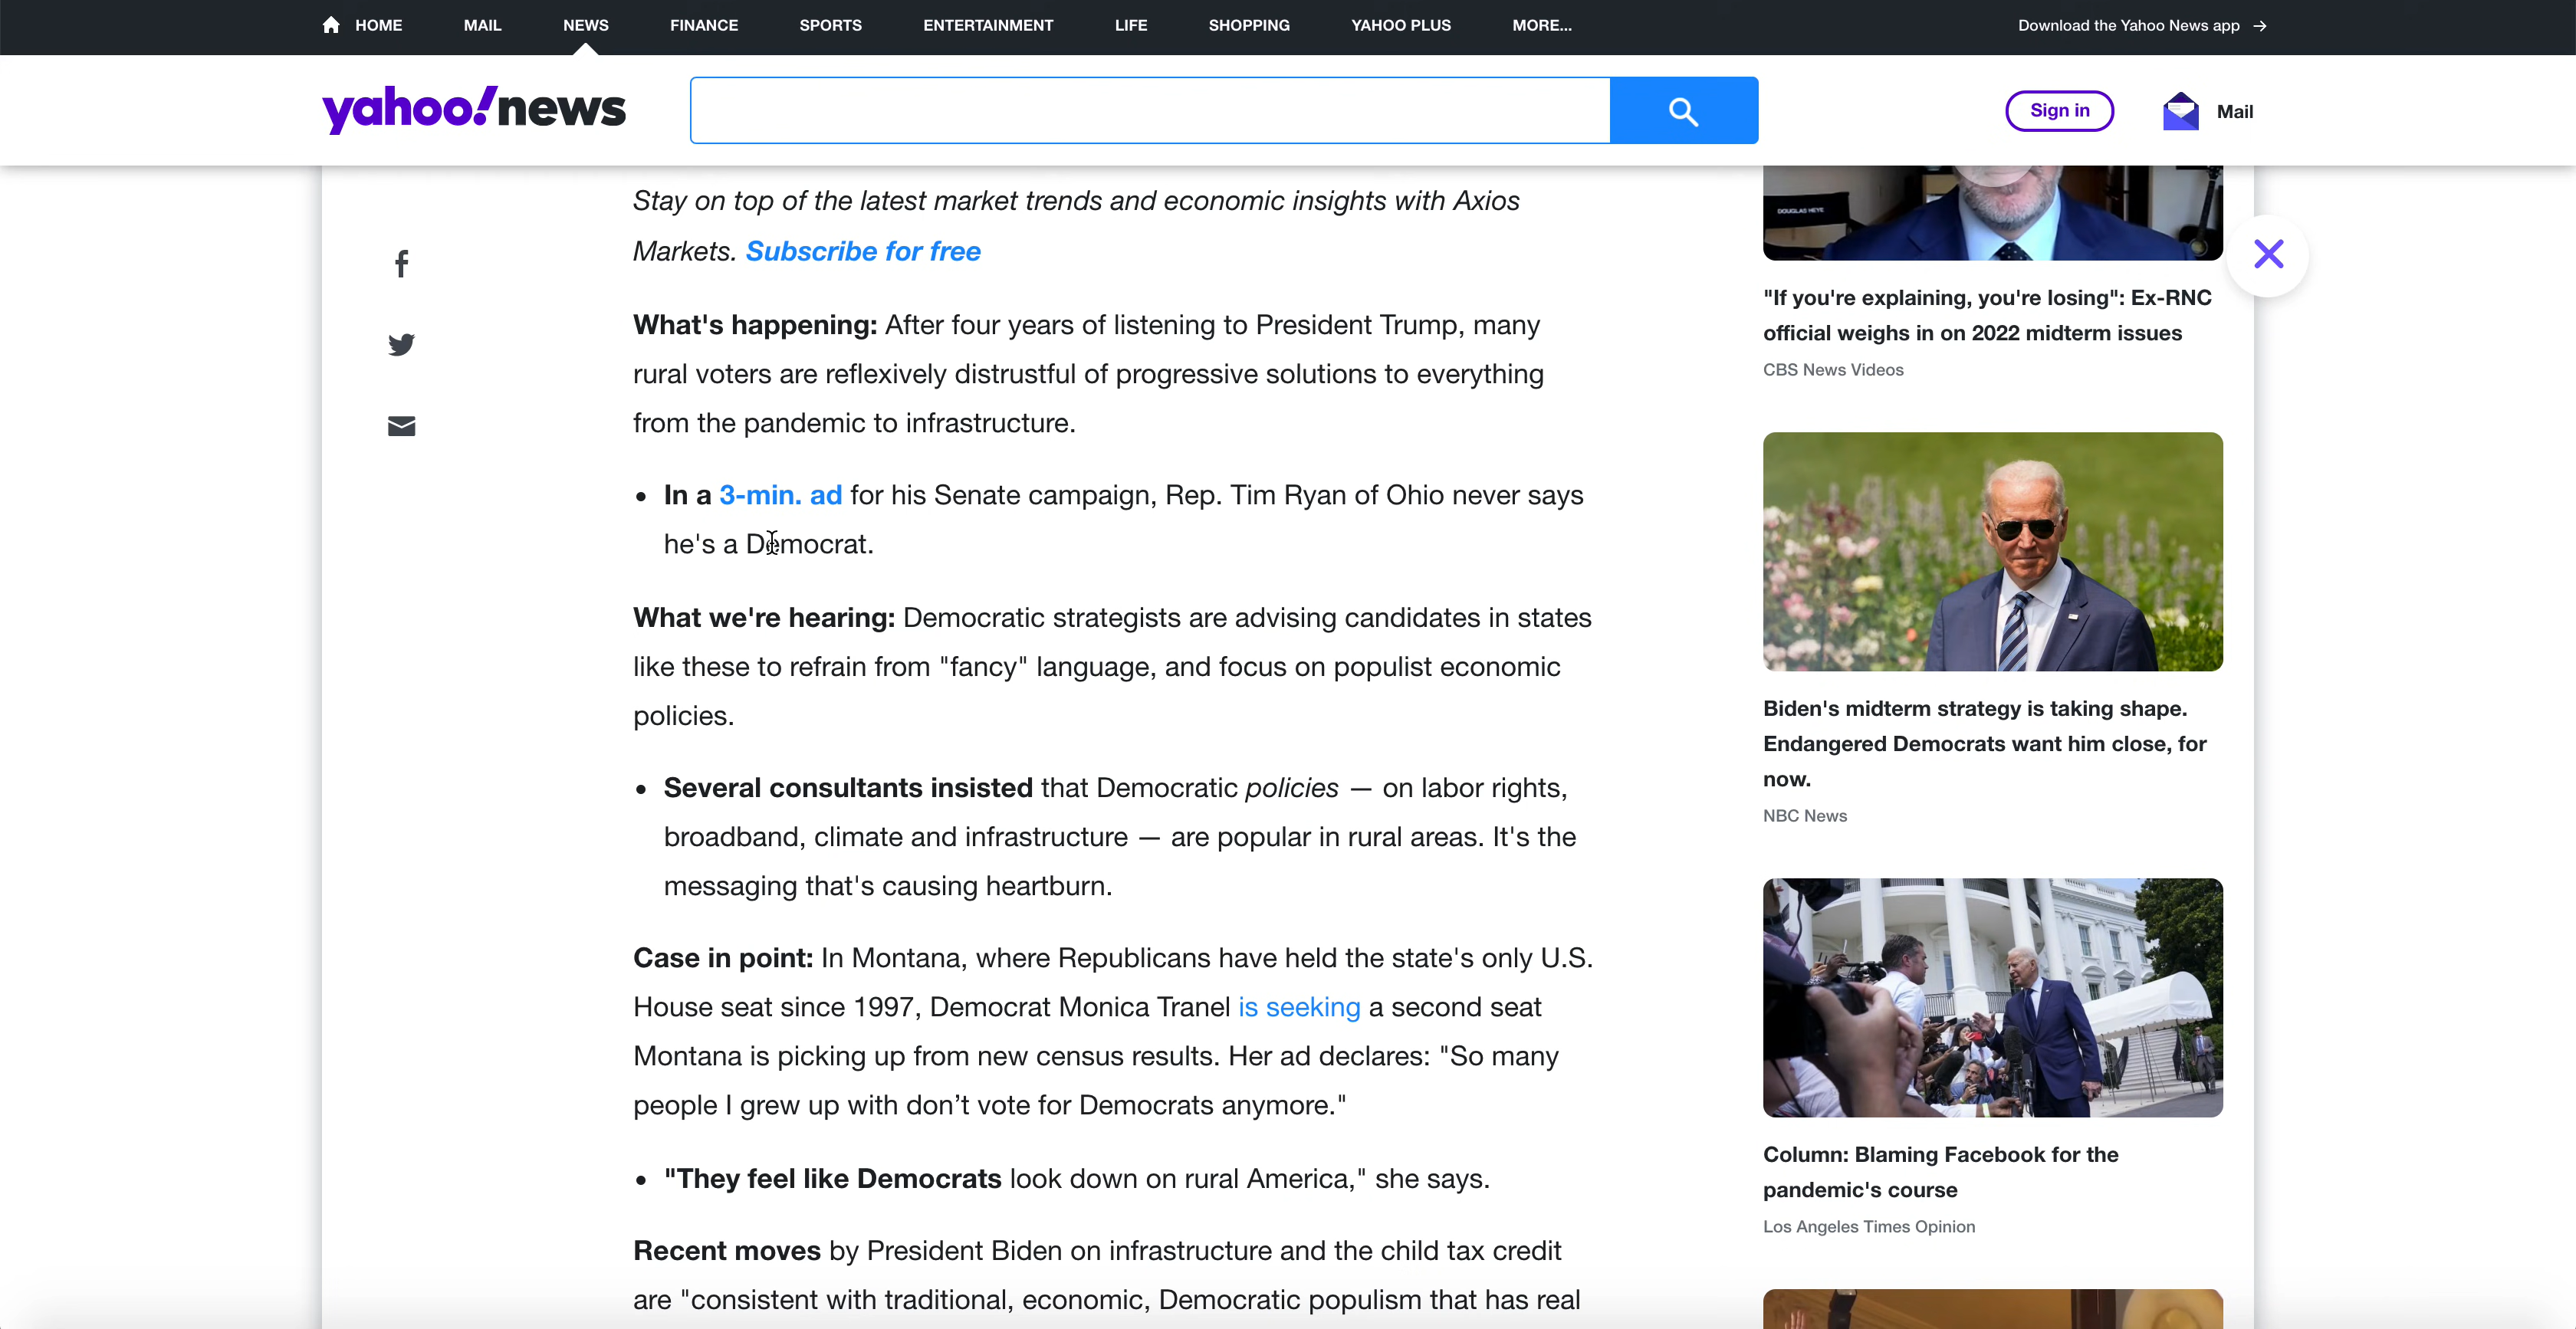 HOME MAIL NEWS FINANCE SPORTS ENTERTAINMENT LIFE SHOPPING YAHOO PLUS MORE... Download the Yahoo News app →
yahoo!news
Sign in
Mail
Stay on top of the latest market trends and economic insights with Axios
Markets. Subscribe for free
What's happening: After four years of listening to President Trump, many
rural voters are reflexively distrustful of progressive solutions to everything
from the pandemic to infrastructure.
• In a 3-min. ad for his Senate campaign, Rep. Tim Ryan of Ohio never says
he's a Democrat.
What we're hearing: Democratic strategists are advising candidates in states
like these to refrain from "fancy" language, and focus on populist economic
policies.
• Several consultants insisted that Democratic policies — on labor rights,
broadband, climate and infrastructure — are popular in rural areas. It's the
messaging that's causing heartburn.
Case in point: In Montana, where Republicans have held the state's only U.S.
House seat since 1997, Democrat Monica Tranel is seeking a second seat
Montana is picking up from new census results. Her ad declares: "So many
people I grew up with don’t vote for Democrats anymore."
• "They feel like Democrats look down on rural America," she says.
Recent moves by President Biden on infrastructure and the child tax credit
are "consistent with traditional, economic, Democratic populism that has real
DOUGLAS HEYE
"If you're explaining, you're losing": Ex-RNC
official weighs in on 2022 midterm issues
CBS News Videos
Biden's midterm strategy is taking shape.
Endangered Democrats want him close, for
now.
NBC News
Column: Blaming Facebook for the
pandemic's course
Los Angeles Times Opinion